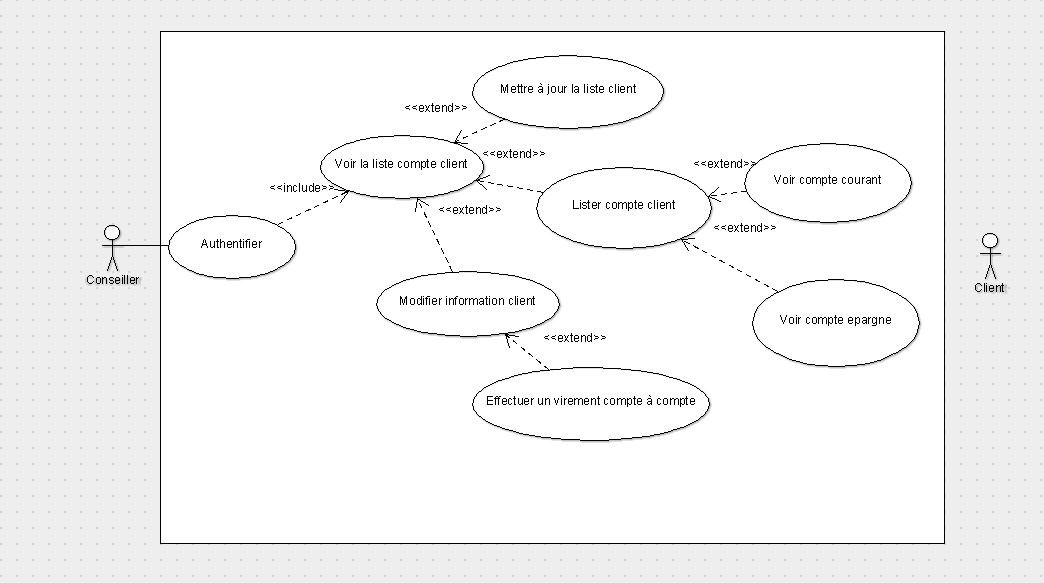 Mettre à jour la liste client
<<extend>>
<<extend>>
Voir la liste compte client
<<extend>>
Voir compte courant
<<include>>
Lister compte client
<<extend>>
<<extend>>
Authentifier
Conseiller
Client
Modifier information client
Voir compte epargne
<<extend>>
Effectuer un virement compte à compte